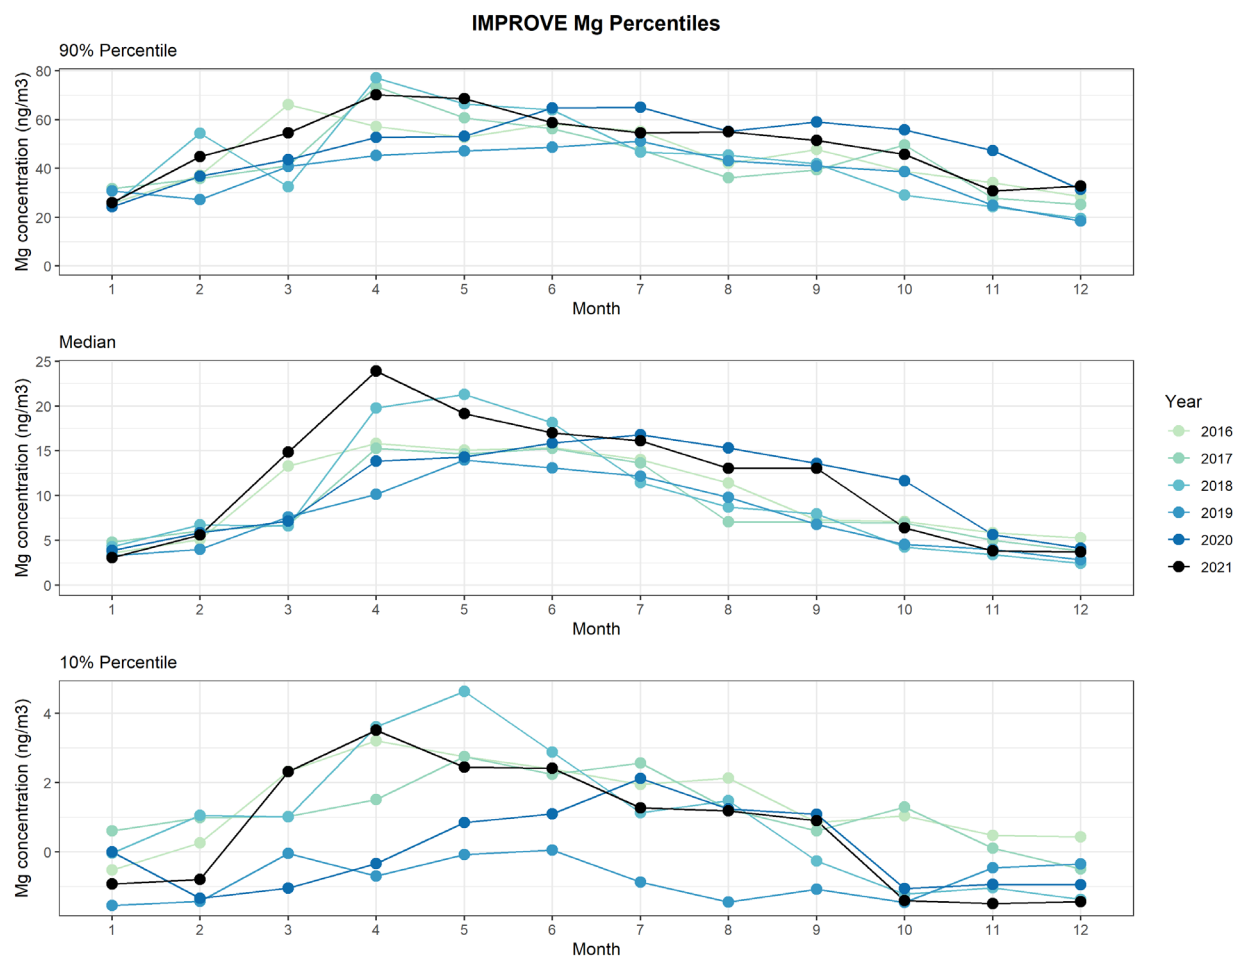 IMPROVE Mg Percentiles
90% Percentile
Mg concentration (ng/m3)
80
60
40
20
0
1 2 3 4 5 6 7 8 9 10 11 12
Month
Median
Mg concentration (ng/m3)
25
20
15
10
5
0
1 2 3 4 5 6 7 8 9 10 11 12
Month
Year
2016
2017
2018
2019
2020
2021
10% Percentile
Mg concentration (ng/m3)
4
2
0
1 2 3 4 5 6 7 8 9 10 11 12
Month